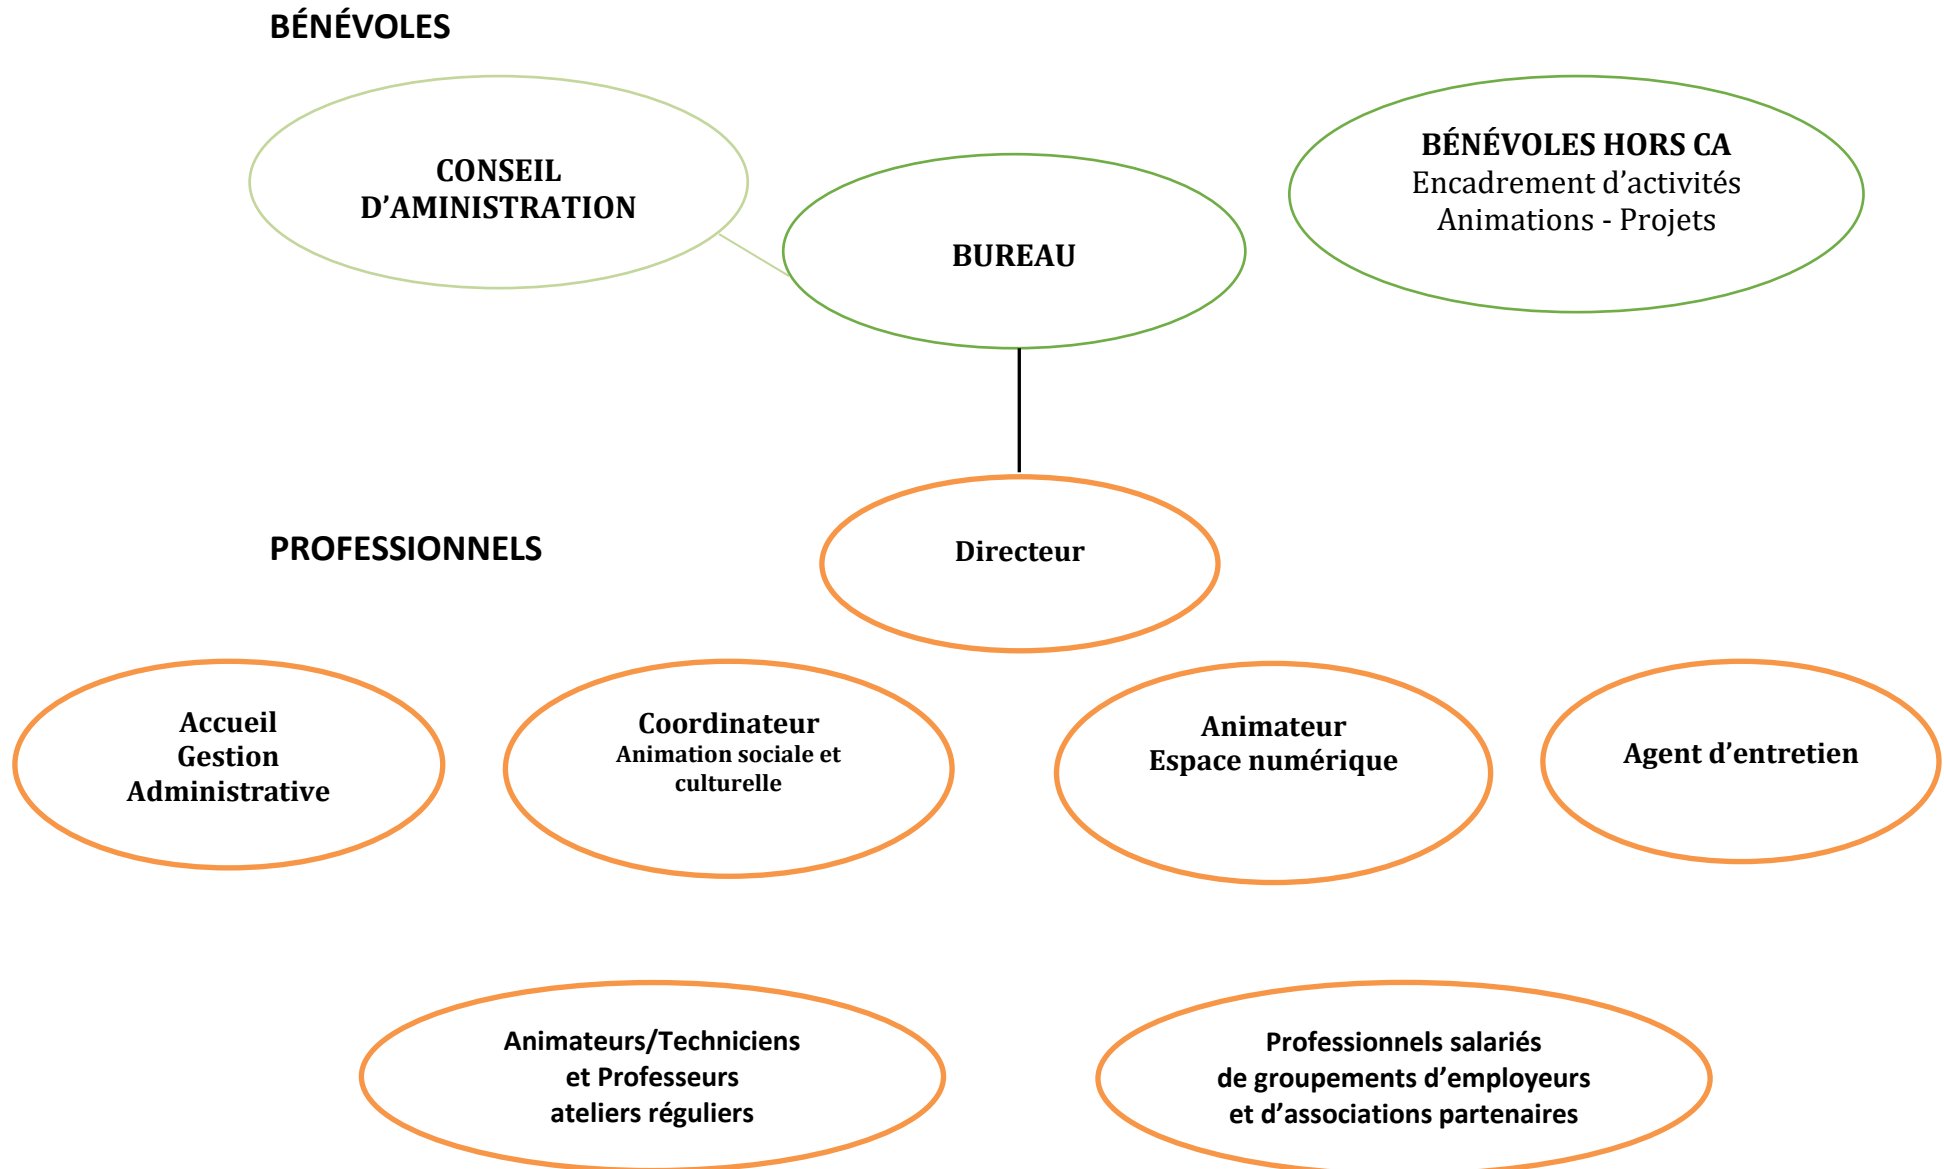 BÉNÉVOLES
CONSEIL
D’AMINISTRATION
BUREAU
BÉNÉVOLES HORS CA
Encadrement d’activités
Animations - Projets
PROFESSIONNELS
Directeur
Accueil
Gestion
Administrative
Coordinateur
Animation sociale et
culturelle
Animateur
Espace numérique
Agent d’entretien
Animateurs/Techniciens
et Professeurs
ateliers réguliers
Professionnels salariés
de groupements d’employeurs
et d’associations partenaires